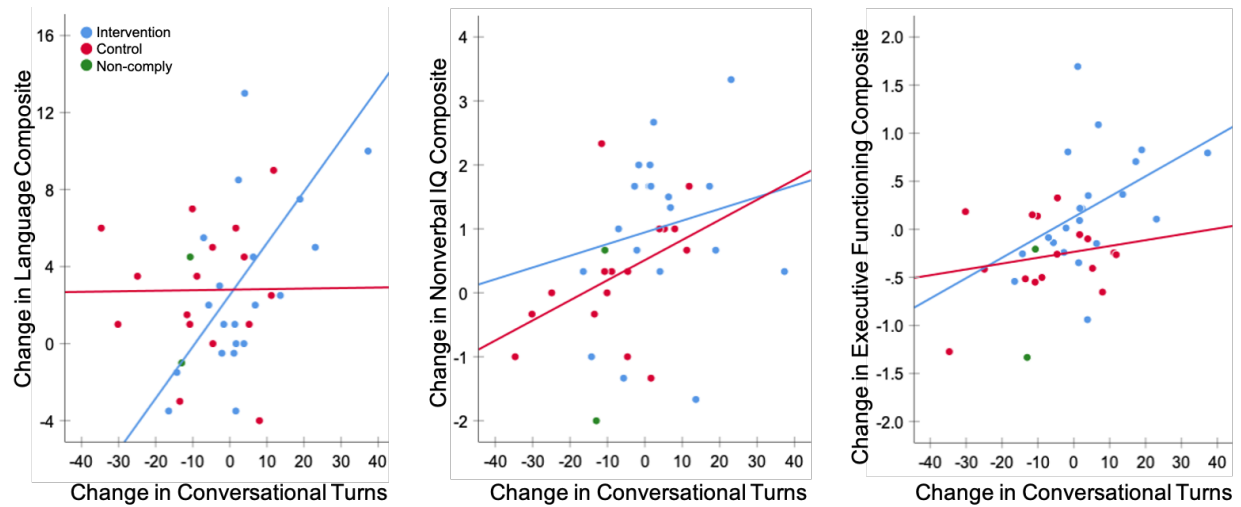 Change in Language Composite
16
12
8
4
0
-4
Intervention
Control
Non-comply
-40 -30 -20 -10 0 10 20 30 40
Change in Conversational Turns
Change in Nonverbal IQ Composite
4
3
2
1
0
-1
-2
-40 -30 -20 -10 0 10 20 30 40
Change in Conversational Turns
Change in Executive Functioning Composite
2.0
1.5
1.0
.5
.0
-.5
-1.0
-1.5
-2.0
-40 -30 -20 -10 0 10 20 30 40
Change in Conversational Turns